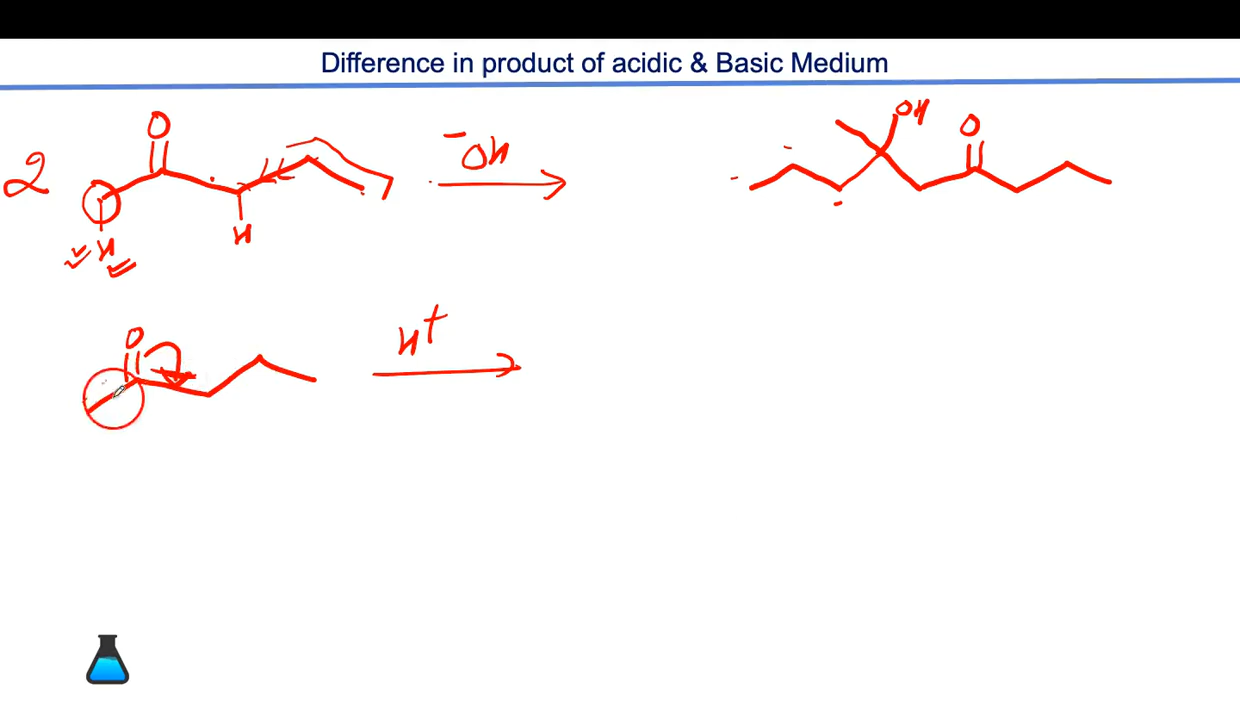 Difference in product of acidic & Basic Medium
OH
O
O
2
⁻OH
H
H
O
H⁺